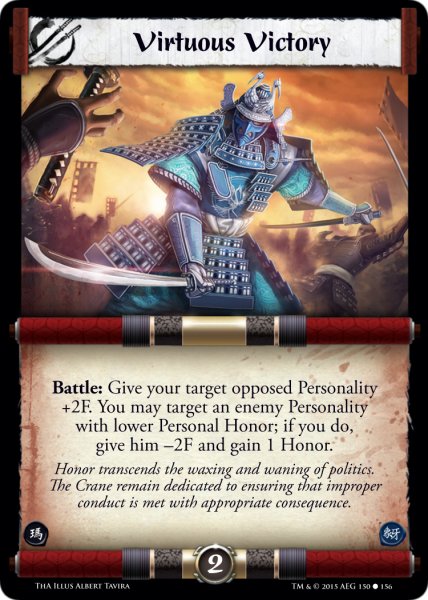 Virtuous Victory
Battle: Give your target opposed Personality
+2F. You may target an enemy Personality
with lower Personal Honor; if you do,
give him –2F and gain 1 Honor.
Honor transcends the waxing and waning of politics.
The Crane remain dedicated to ensuring that improper
conduct is met with appropriate consequence.
瑪
2
THA ILLUS ALBERT TAVIRA
TM & © 2015 AEG 150 ● 156